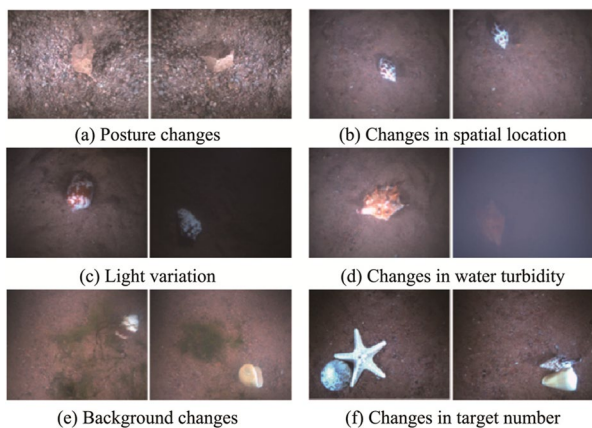 (a) Posture changes
(b) Changes in spatial location
(c) Light variation
(d) Changes in water turbidity
(e) Background changes
(f) Changes in target number